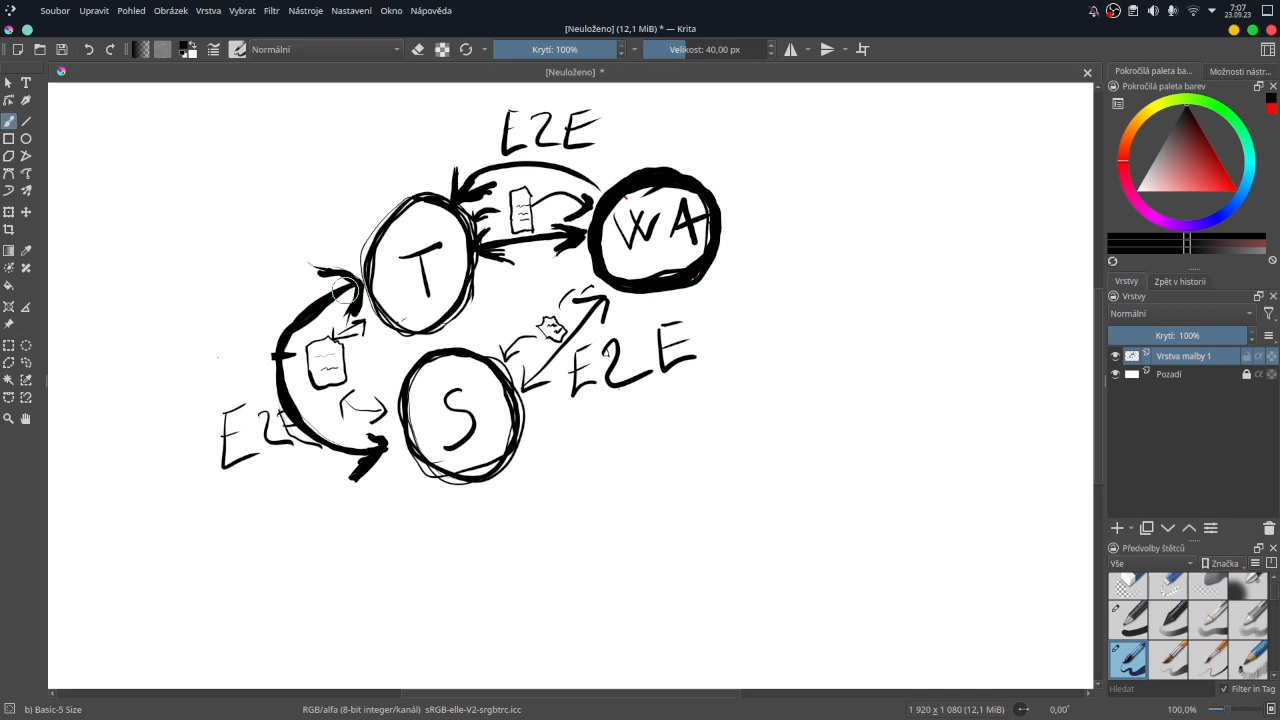 Soubor Upravit Pohled Obrázek Vrstva Vybrat Filtr Nástroje Nastavení Okno Nápověda
7:07
23.09.23
[Neuloženo] (12,1 MiB) * — Krita
Normální
Krytí: 100%
Velikost: 40,00 px
[Neuloženo] *
Pokročilá paleta ba...
Možnosti nástr...
Pokročilá paleta barev
E2E
WA
T
E2E
S
E2E
Vrstvy
Zpět v historii
Vrstvy
Normální
Krytí: 100%
Vrstva malby 1
Pozadí
Předvolby štětců
Vše
Značka
Hledat
Filter in Tag
b) Basic-5 Size
RGB/alfa (8-bit integer/kanál) sRGB-elle-V2-srgbtrc.icc
1 920 x 1 080 (12,1 MiB)
0,00°
100,0%